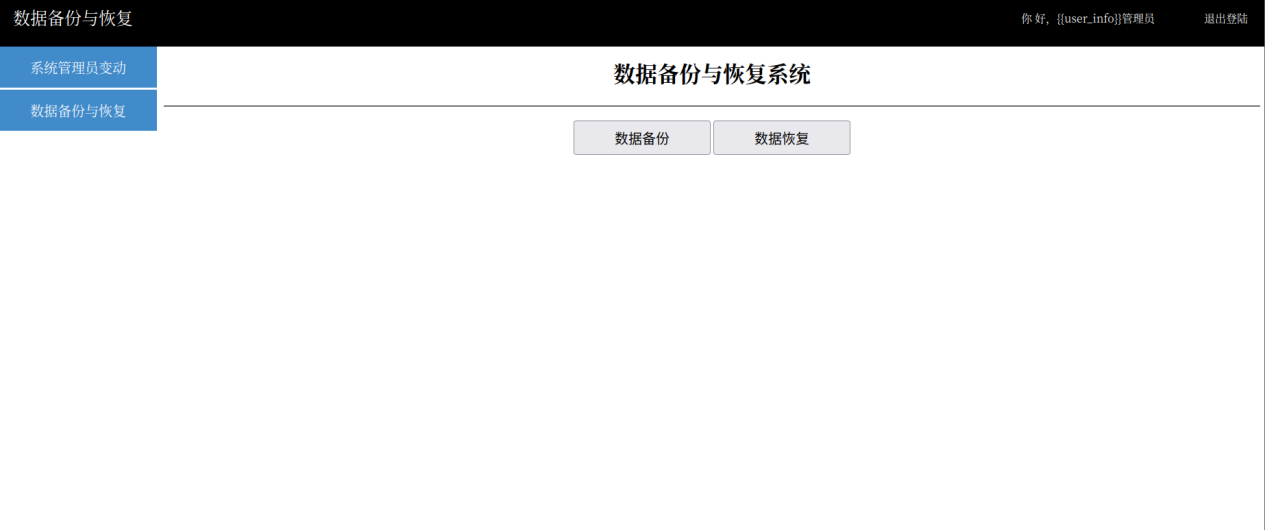 数据备份与恢复
你 好，{{user_info}}管理员 退出登陆
系统管理员变动
数据备份与恢复
数据备份与恢复系统
数据备份 数据恢复